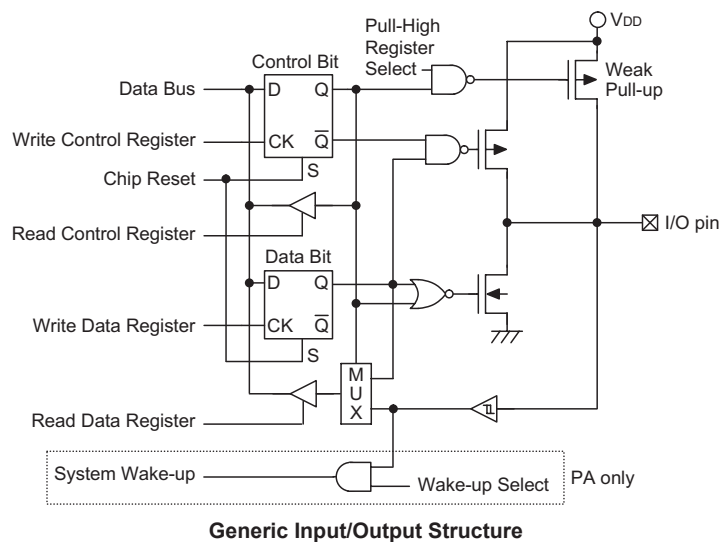 VDD
Pull-High
Register
Select
Control Bit
Weak
Pull-up
Data Bus
D
Q
Write Control Register
CK
Q
Chip Reset
S
Read Control Register
I/O pin
Data Bit
D
Q
Write Data Register
CK
Q
S
M
U
X
Read Data Register
System Wake-up
Wake-up Select
PA only
Generic Input/Output Structure